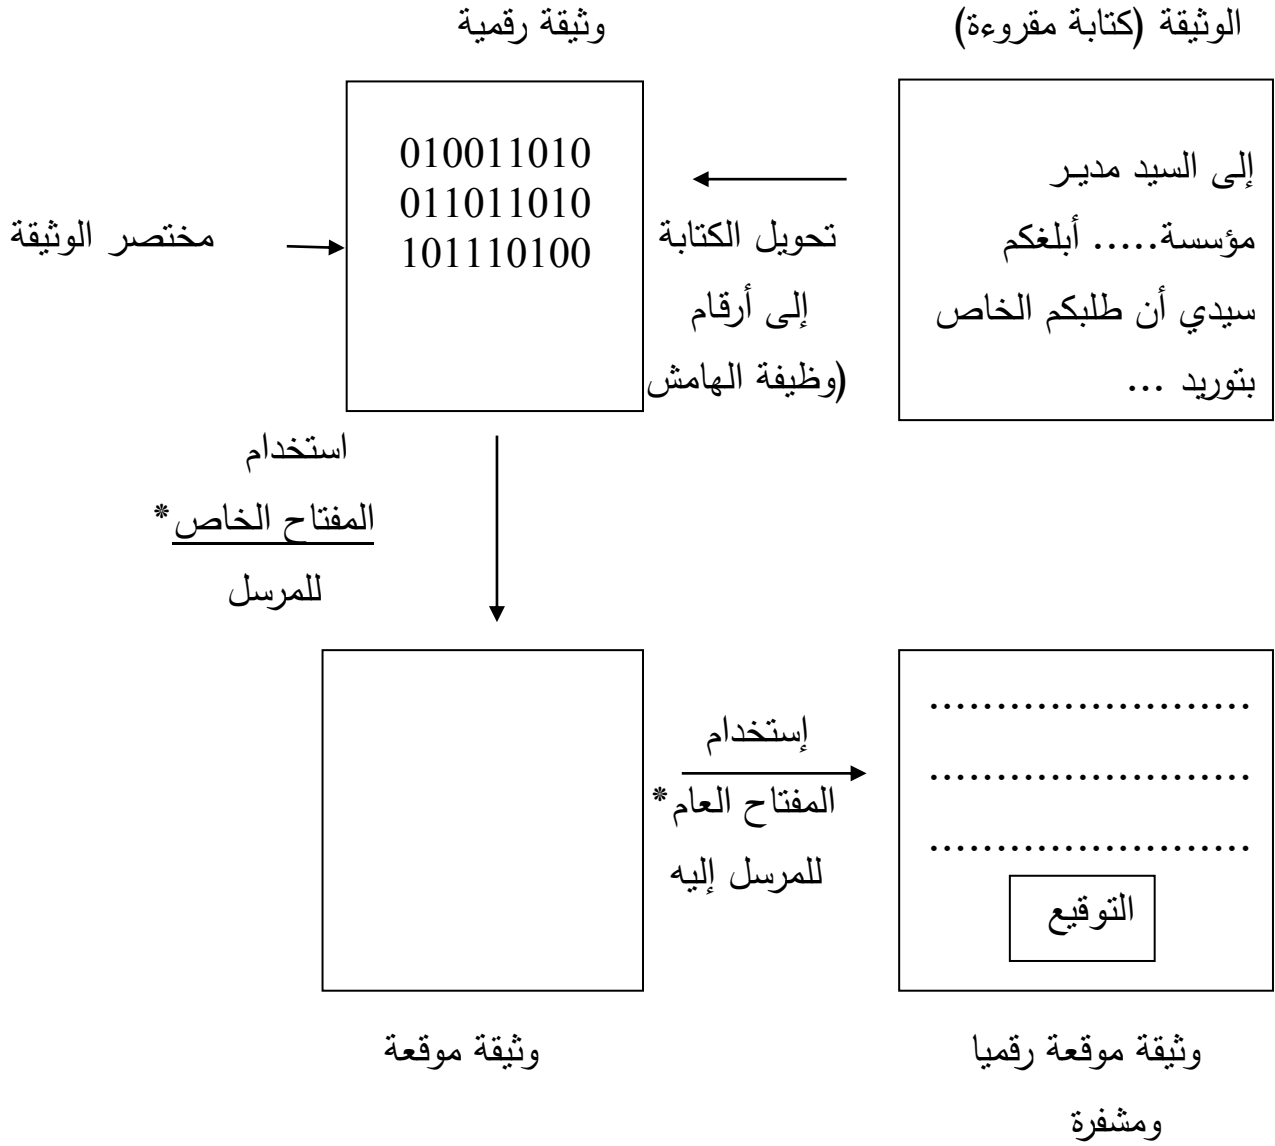 الوثيقة (كتابة مقروءة)
وثيقة رقمية
إلى السيد مديـر
مؤسسة..... أبلغكم
سيدي أن طلبكم الخاص
بتوريد ...
تحويل الكتابة
إلى أرقام
(وظيفة الهامش
010011010
011011010
101110100
مختصر الوثيقة
استخدام
المفتاح الخاص*
للمرسل
إستخدام
المفتاح العام*
للمرسل إليه
........................
........................
........................
التوقيع
وثيقة موقعة رقميا
ومشفرة
وثيقة موقعة